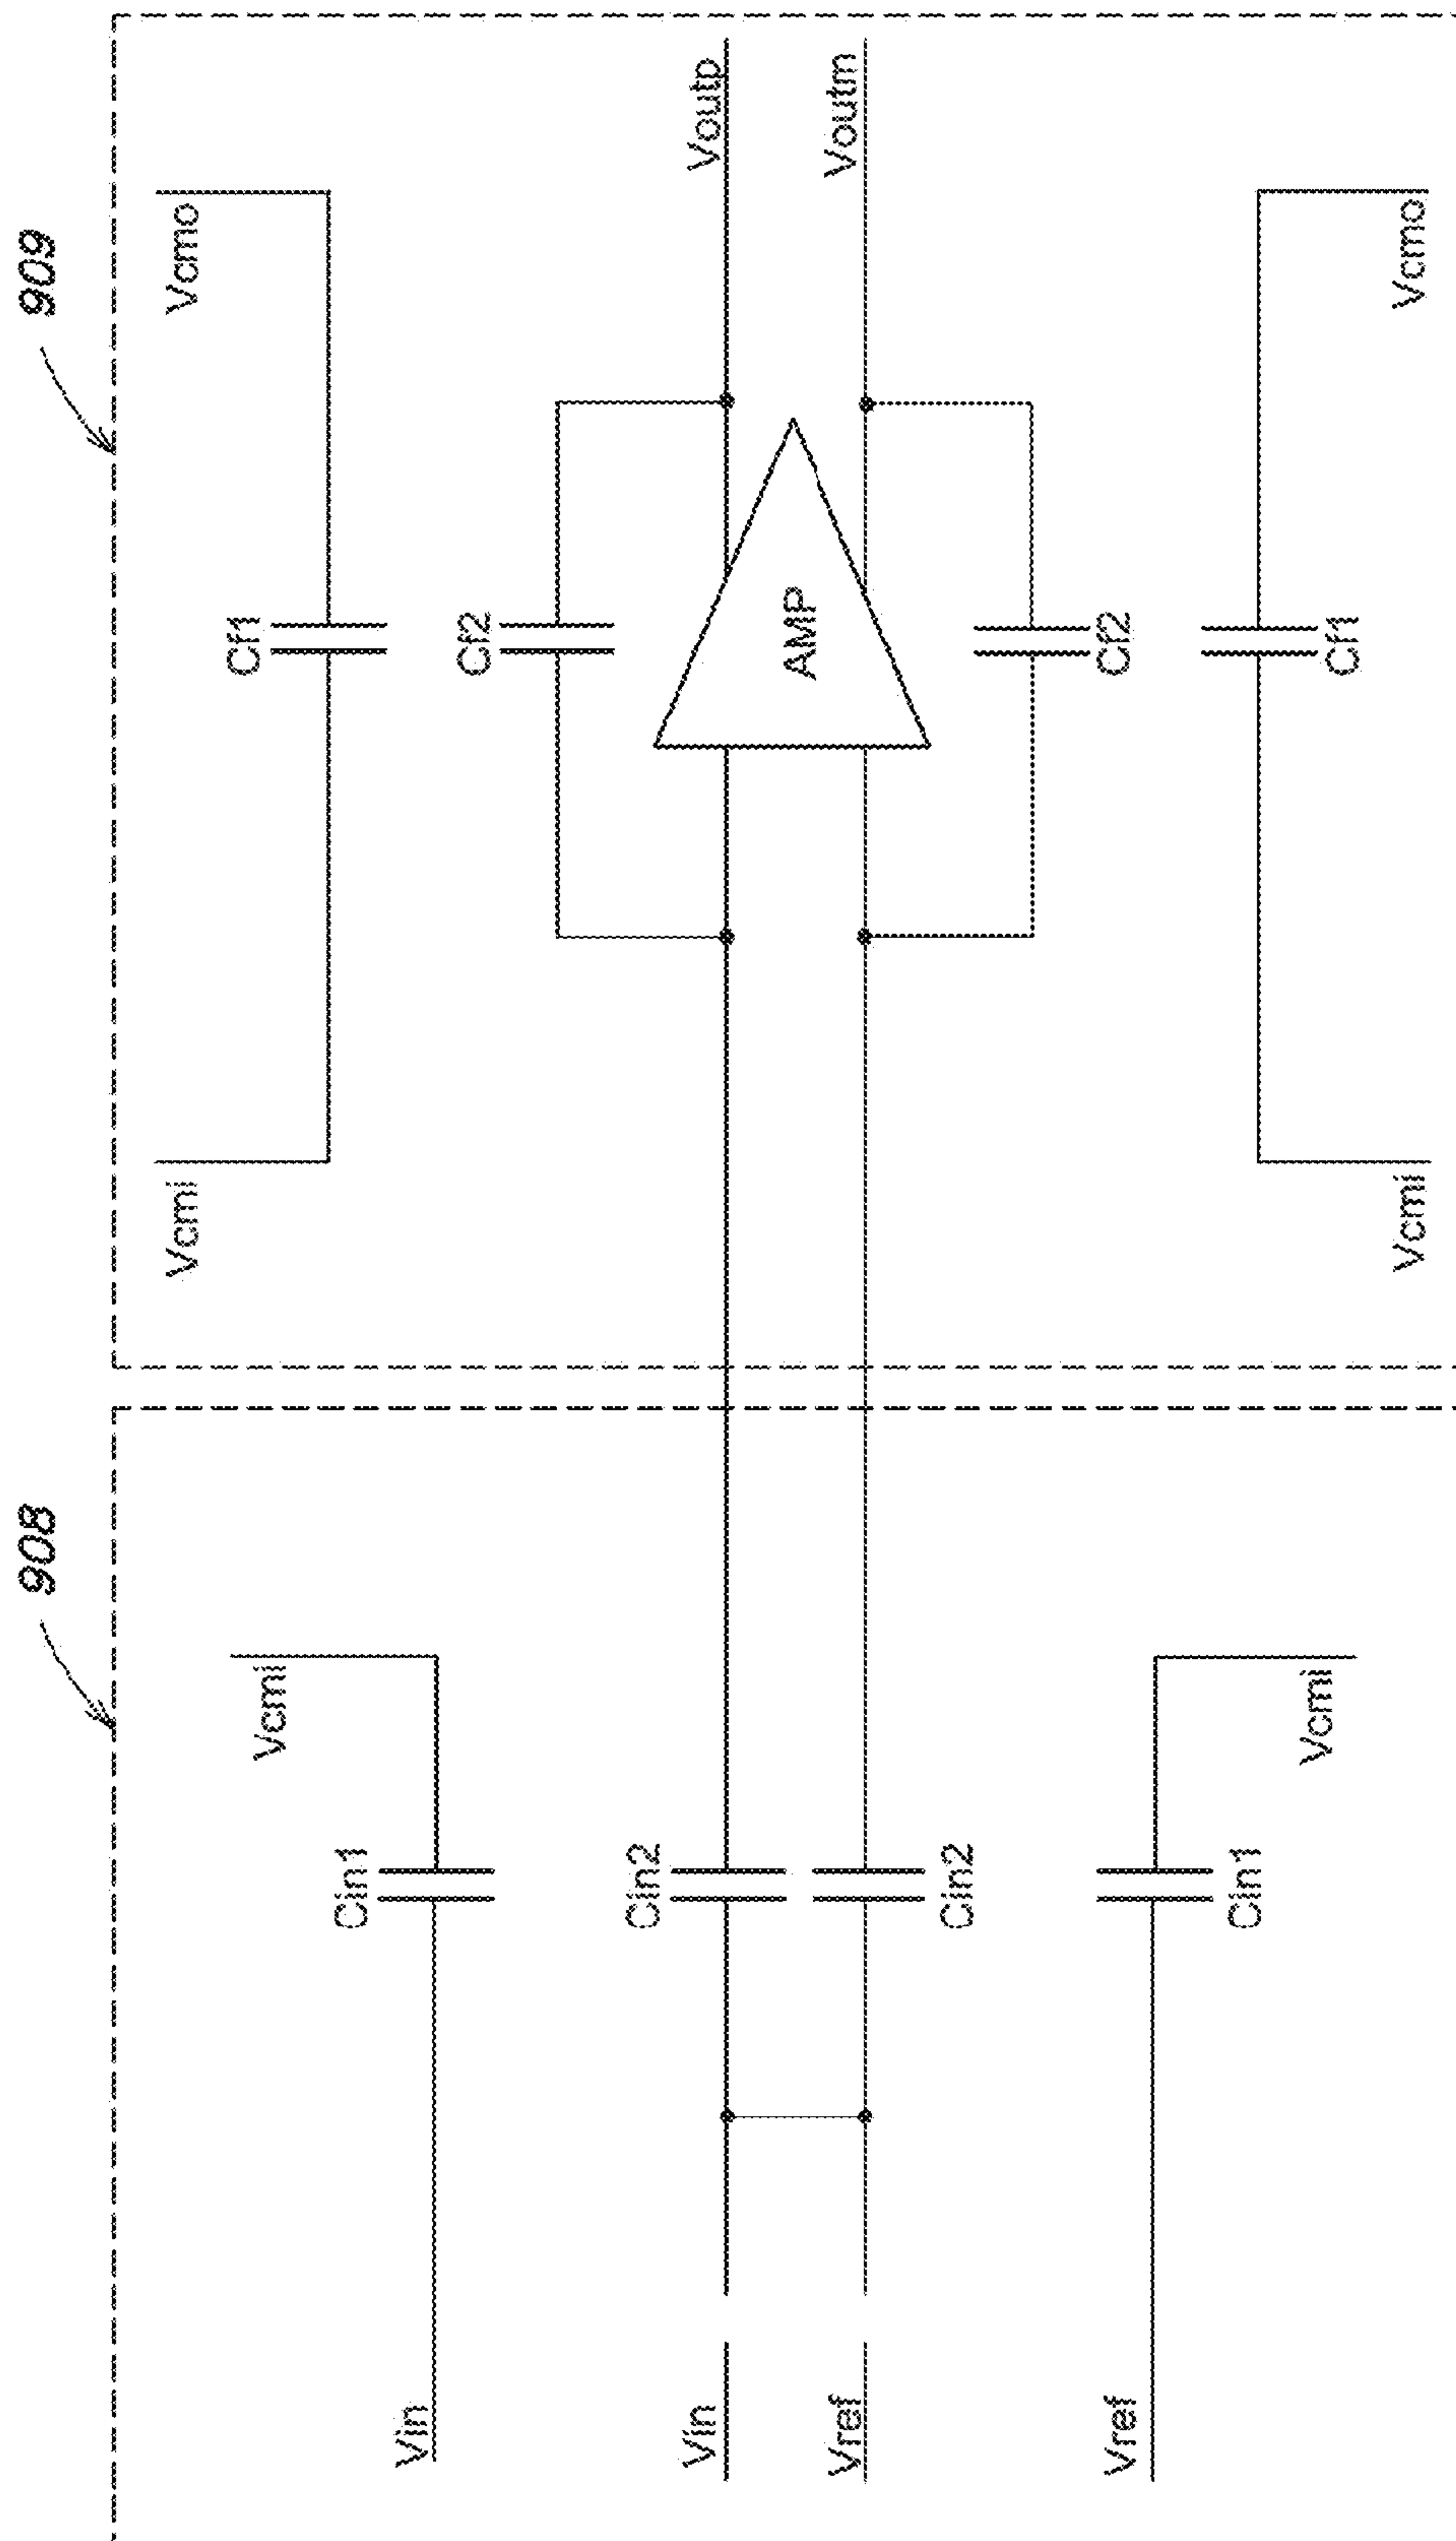 908
909
Vcmi
Vcmi
Vcmo
Cin1
Cf1
Vin
Cf2
Cin2
Voutp
Vin
AMP
Voutm
Vref
Cin2
Cf2
Vref
Cin1
Vcmi
Cf1
Vcmi
Vcmo